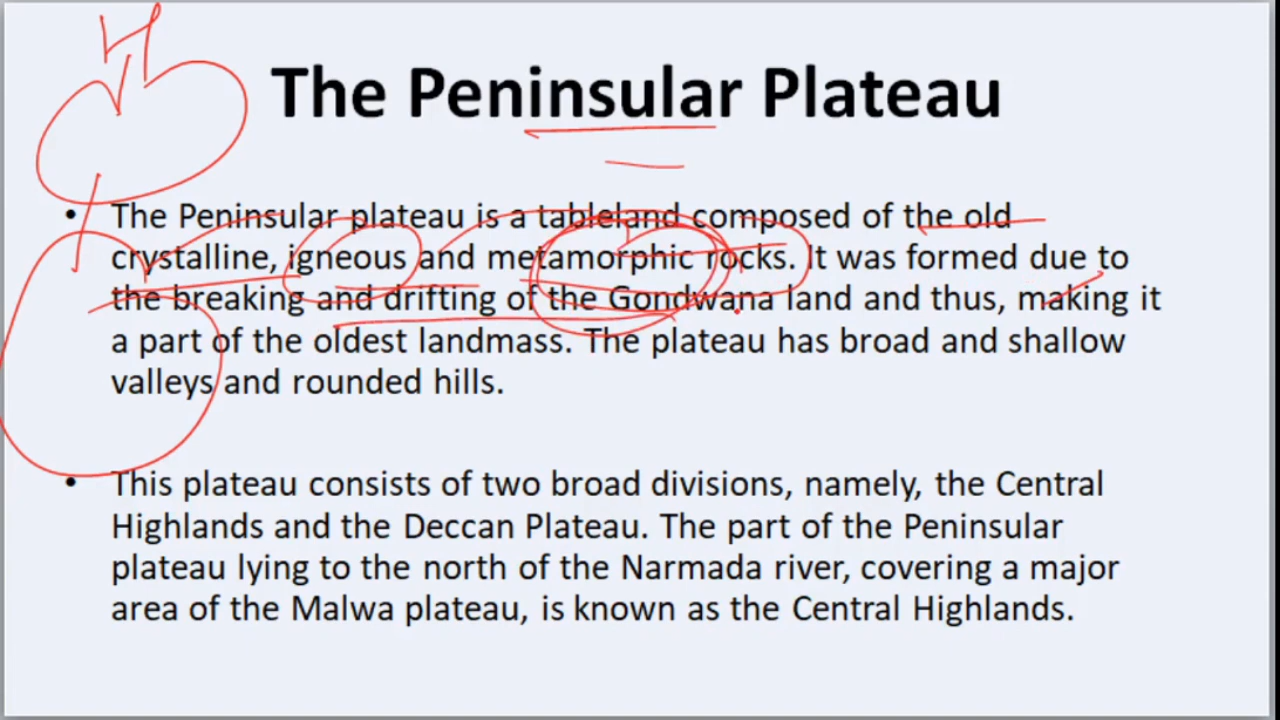 The Peninsular Plateau
• The Peninsular plateau is a tableland composed of the old
crystalline, igneous and metamorphic rocks. It was formed due to
the breaking and drifting of the Gondwana land and thus, making it
a part of the oldest landmass. The plateau has broad and shallow
valleys and rounded hills.
• This plateau consists of two broad divisions, namely, the Central
Highlands and the Deccan Plateau. The part of the Peninsular
plateau lying to the north of the Narmada river, covering a major
area of the Malwa plateau, is known as the Central Highlands.